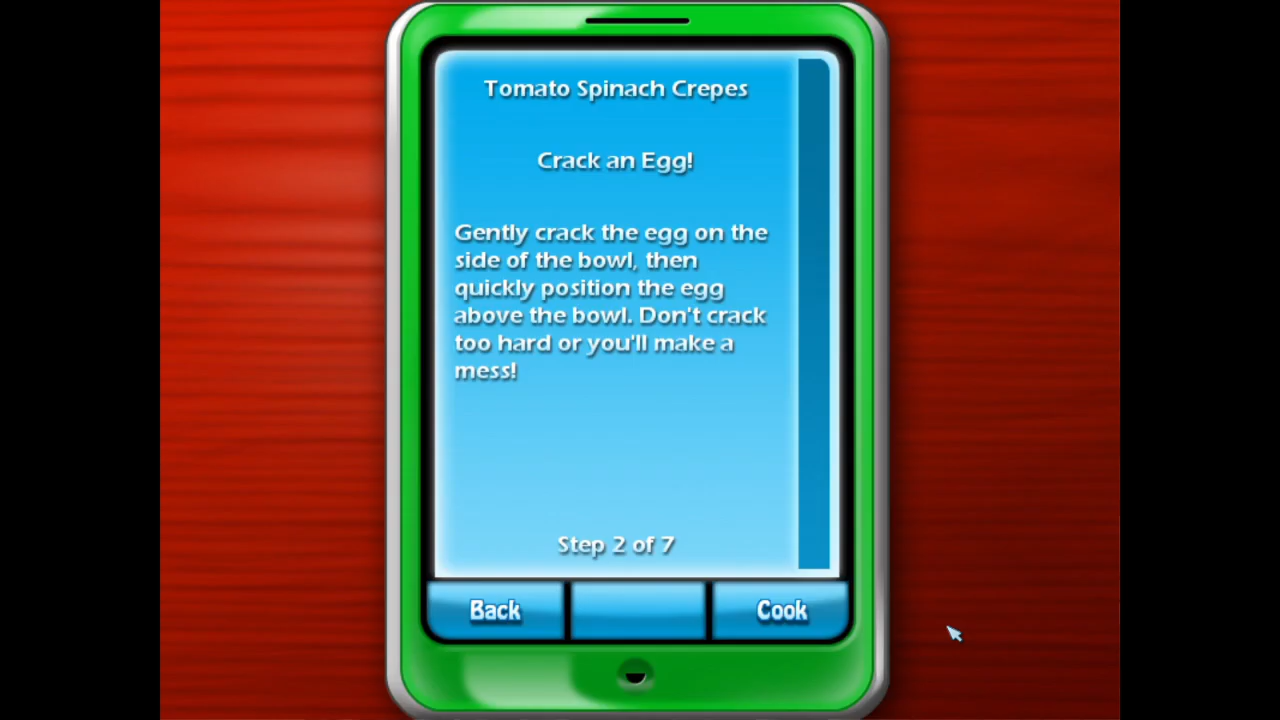 Tomato Spinach Crepes
Crack an Egg!
Gently crack the egg on the
side of the bowl, then
quickly position the egg
above the bowl. Don't crack
too hard or you'll make a
mess!
Step 2 of 7
Back
Cook